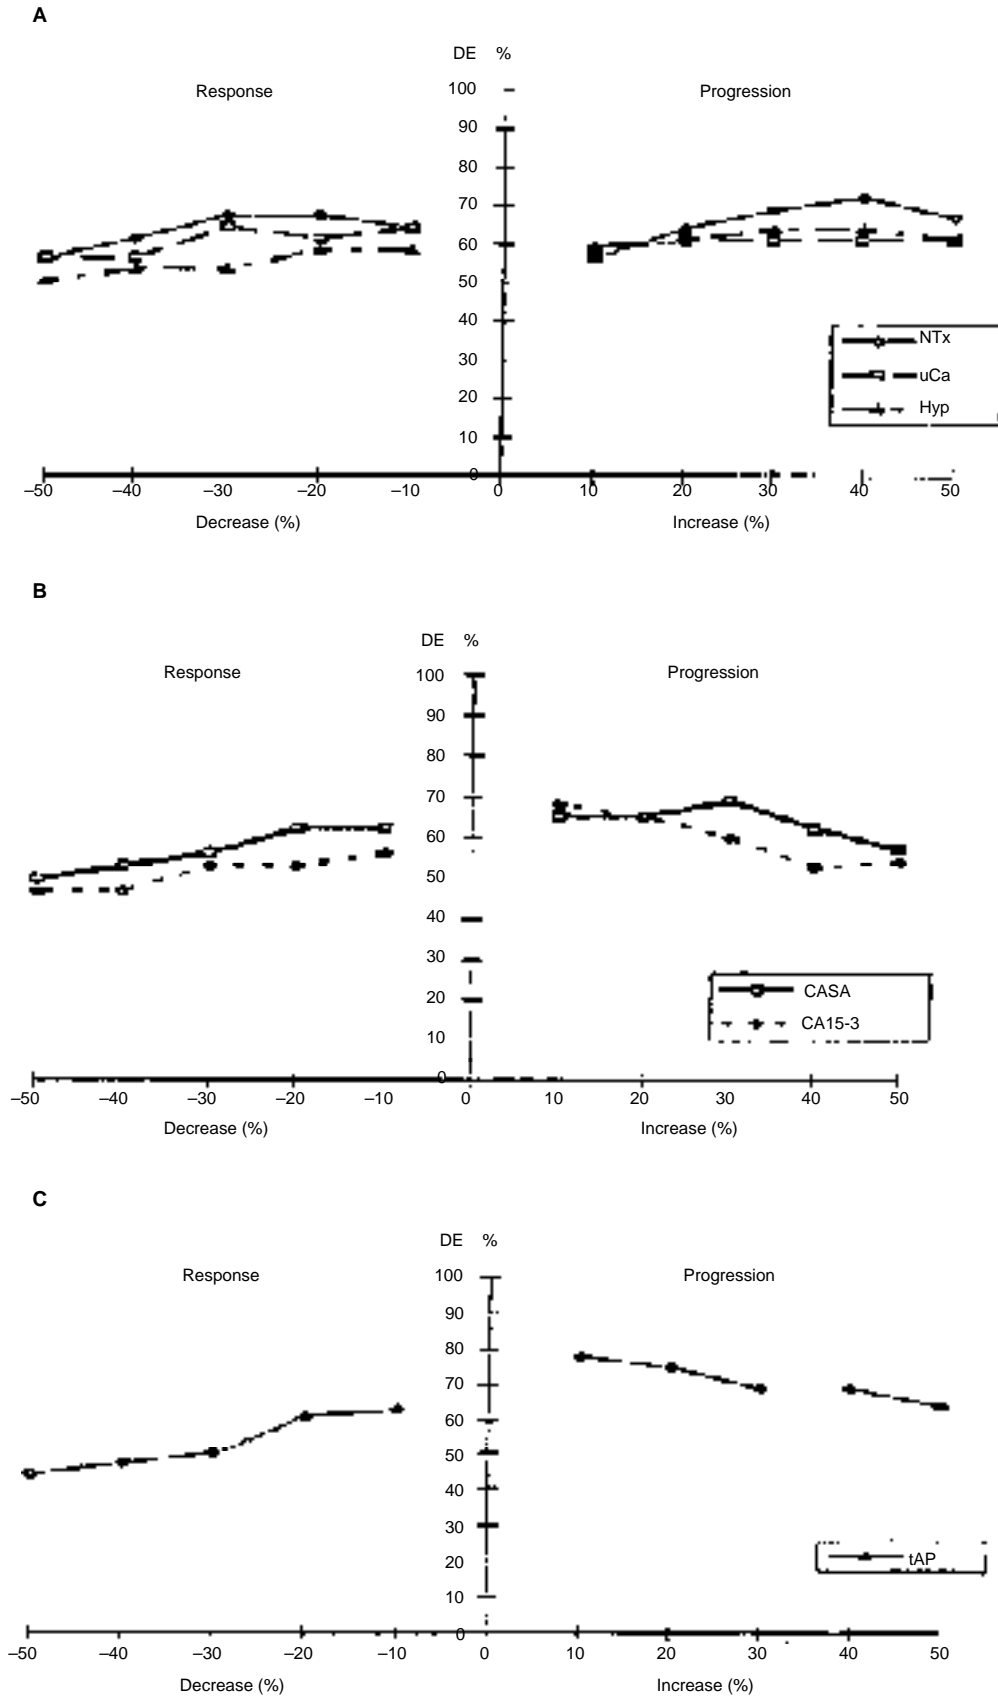 A
DE %
Response
Progression
100
90
80
70
60
50
40
30
20
10
0
NTx
uCa
Hyp
–50 –40 –30 –20 –10 0 10 20 30 40 50
Decrease (%) Increase (%)
B
DE %
Response
Progression
100
90
80
70
60
50
40
30
20
10
0
CASA
CA15-3
–50 –40 –30 –20 –10 0 10 20 30 40 50
Decrease (%) Increase (%)
C
DE %
Response
Progression
100
90
80
70
60
50
40
30
20
10
0
tAP
–50 –40 –30 –20 –10 0 10 20 30 40 50
Decrease (%) Increase (%)